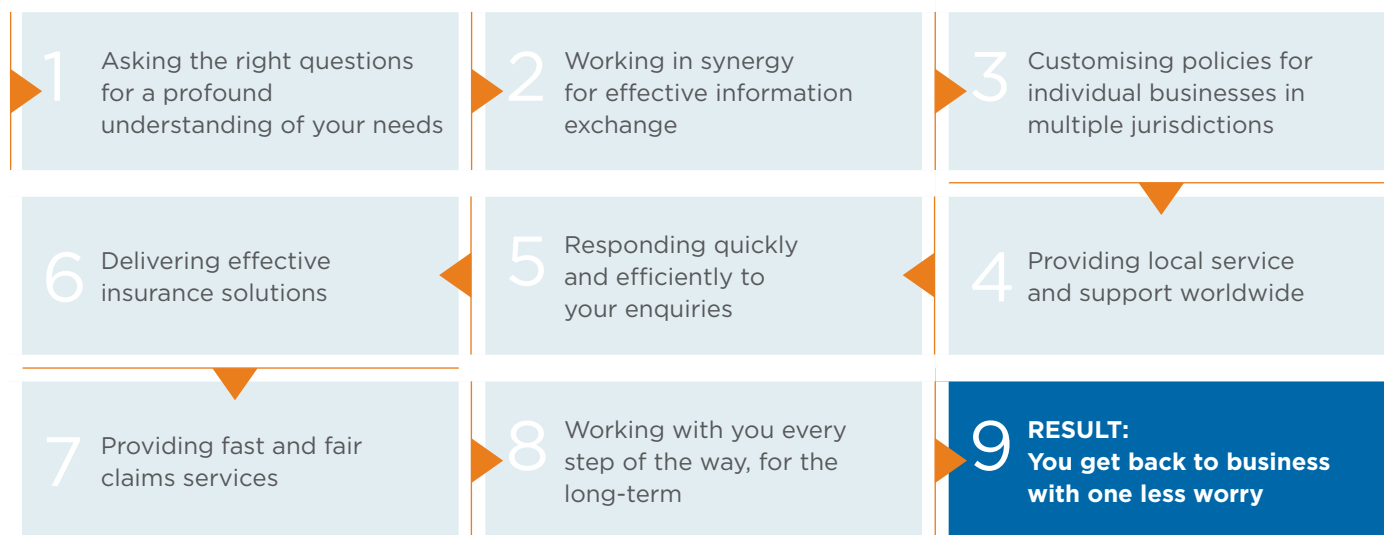 1
Asking the right questions
for a profound
understanding of your needs
2
Working in synergy
for effective information
exchange
3
Customising policies for
individual businesses in
multiple jurisdictions
4
Providing local service
and support worldwide
5
Responding quickly
and efficiently to
your enquiries
6
Delivering effective
insurance solutions
7
Providing fast and fair
claims services
8
Working with you every
step of the way, for the
long-term
9
RESULT:
You get back to business
with one less worry